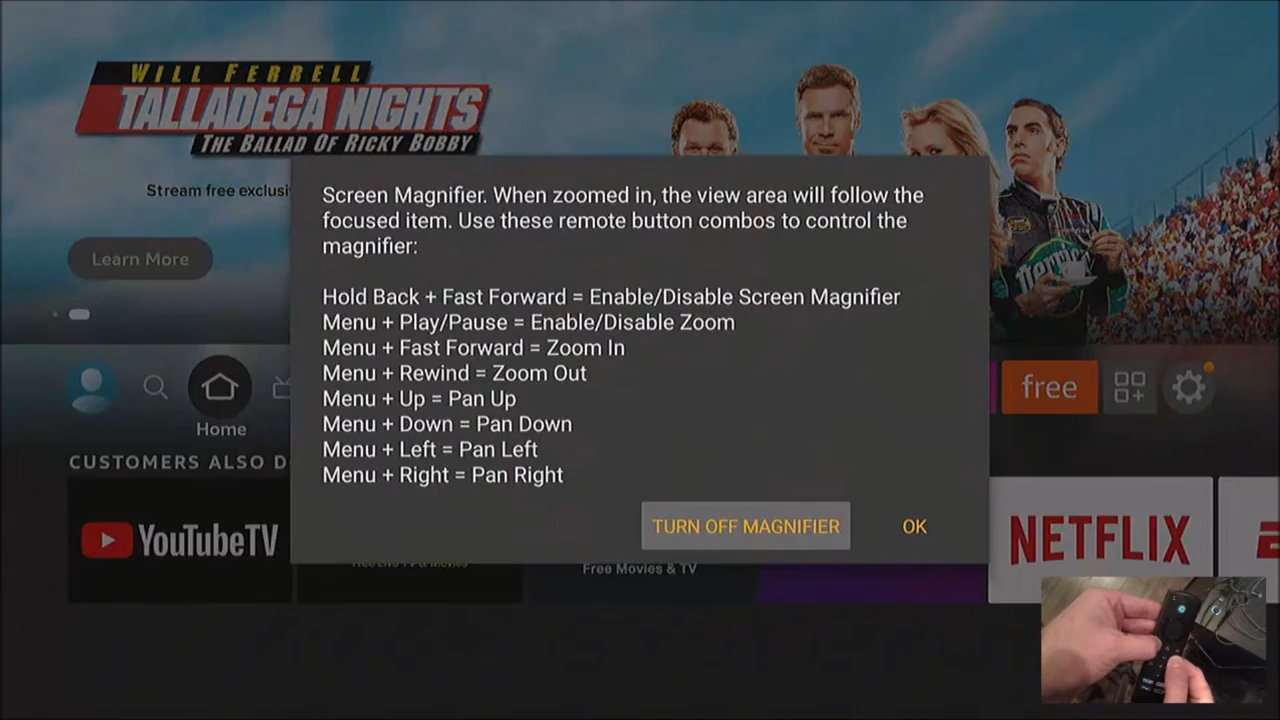 WILL FERRELL
TALLADEGA NIGHTS
THE BALLAD OF RICKY BOBBY
Stream free exclusi
Learn More
Screen Magnifier. When zoomed in, the view area will follow the
focused item. Use these remote button combos to control the
magnifier:
Hold Back + Fast Forward = Enable/Disable Screen Magnifier
Menu + Play/Pause = Enable/Disable Zoom
Menu + Fast Forward = Zoom In
Menu + Rewind = Zoom Out
Menu + Up = Pan Up
Menu + Down = Pan Down
Menu + Left = Pan Left
Menu + Right = Pan Right
TURN OFF MAGNIFIER
OK
free
Home
CUSTOMERS ALSO D
YouTubeTV
Free Live TV & Movies
Free Movies & TV
NETFLIX
E